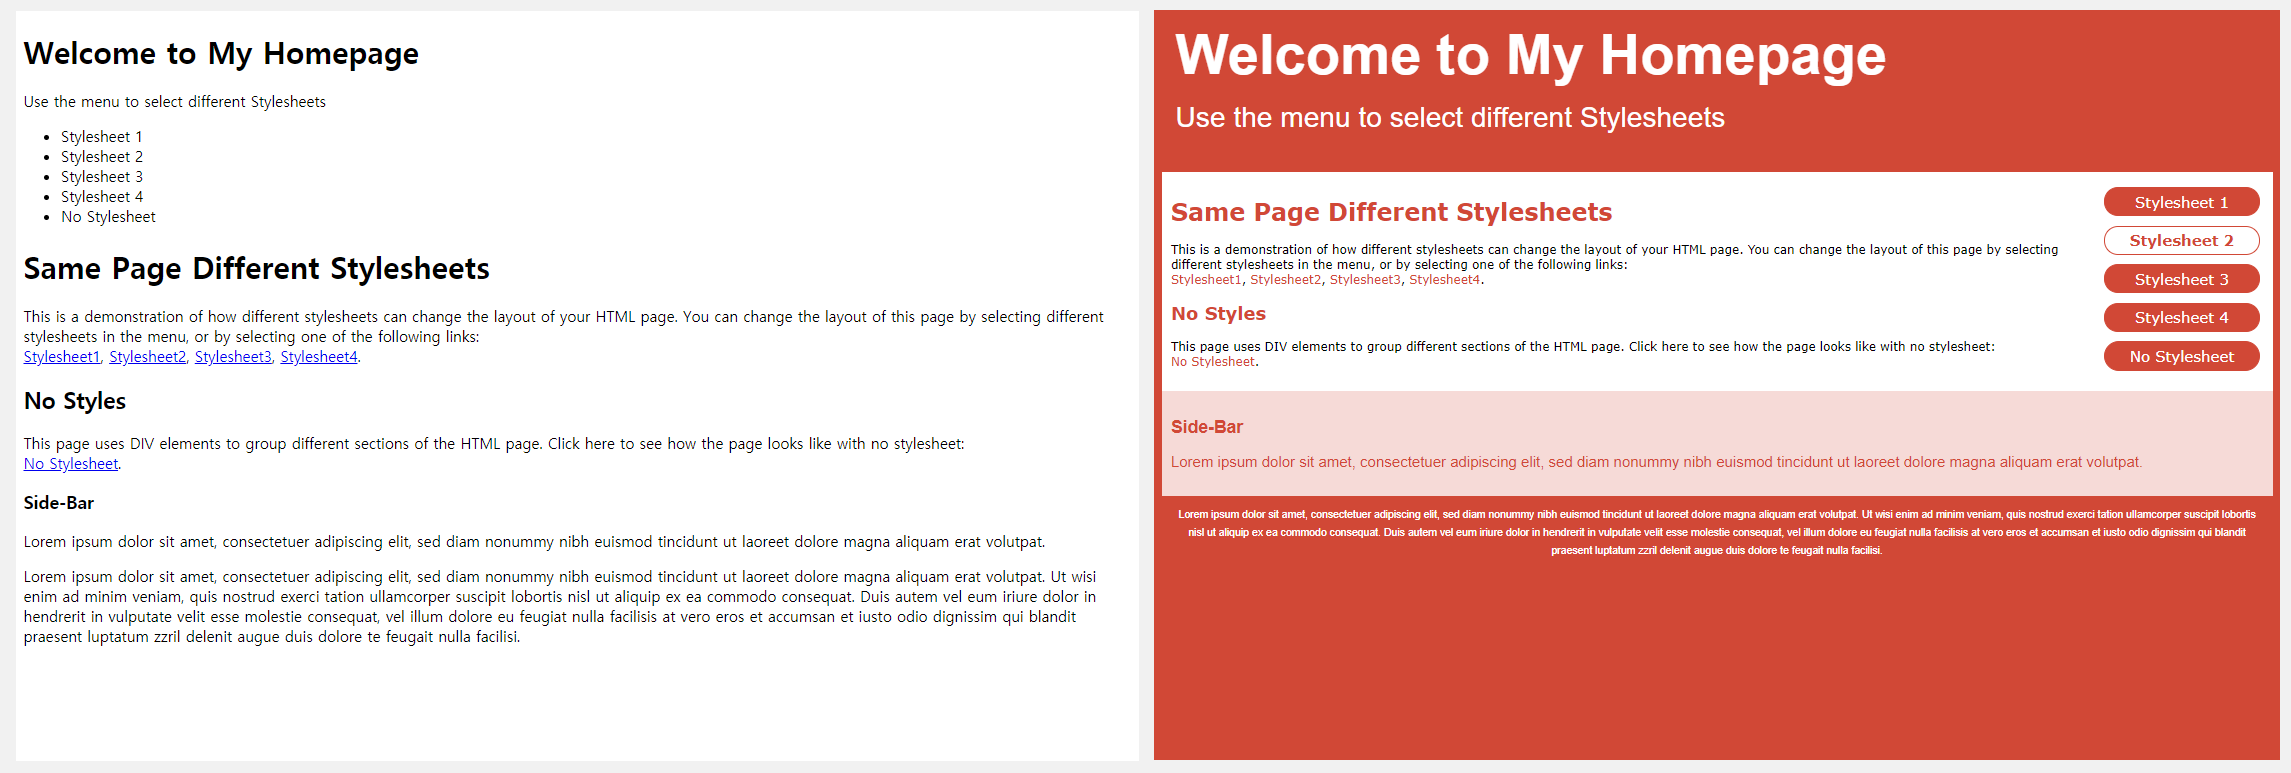 Welcome to My Homepage
Use the menu to select different Stylesheets
• Stylesheet 1
• Stylesheet 2
• Stylesheet 3
• Stylesheet 4
• No Stylesheet
Same Page Different Stylesheets
This is a demonstration of how different stylesheets can change the layout of your HTML page. You can change the layout of this page by selecting different
stylesheets in the menu, or by selecting one of the following links:
Stylesheet1, Stylesheet2, Stylesheet3, Stylesheet4.
No Styles
This page uses DIV elements to group different sections of the HTML page. Click here to see how the page looks like with no stylesheet:
No Stylesheet.
Side-Bar
Lorem ipsum dolor sit amet, consectetuer adipiscing elit, sed diam nonummy nibh euismod tincidunt ut laoreet dolore magna aliquam erat volutpat.
Lorem ipsum dolor sit amet, consectetuer adipiscing elit, sed diam nonummy nibh euismod tincidunt ut laoreet dolore magna aliquam erat volutpat. Ut wisi
enim ad minim veniam, quis nostrud exerci tation ullamcorper suscipit lobortis nisl ut aliquip ex ea commodo consequat. Duis autem vel eum iriure dolor in
hendrerit in vulputate velit esse molestie consequat, vel illum dolore eu feugiat nulla facilisis at vero eros et accumsan et iusto odio dignissim qui blandit
praesent luptatum zzril delenit augue duis dolore te feugait nulla facilisi.
Welcome to My Homepage
Use the menu to select different Stylesheets
Same Page Different Stylesheets
This is a demonstration of how different stylesheets can change the layout of your HTML page. You can change the layout of this page by selecting
different stylesheets in the menu, or by selecting one of the following links:
Stylesheet1, Stylesheet2, Stylesheet3, Stylesheet4.
No Styles
This page uses DIV elements to group different sections of the HTML page. Click here to see how the page looks like with no stylesheet:
No Stylesheet.
Stylesheet 1
Stylesheet 2
Stylesheet 3
Stylesheet 4
No Stylesheet
Side-Bar
Lorem ipsum dolor sit amet, consectetuer adipiscing elit, sed diam nonummy nibh euismod tincidunt ut laoreet dolore magna aliquam erat volutpat.
Lorem ipsum dolor sit amet, consectetuer adipiscing elit, sed diam nonummy nibh euismod tincidunt ut laoreet dolore magna aliquam erat volutpat. Ut wisi enim ad minim veniam, quis nostrud exerci tation ullamcorper suscipit lobortis
nisl ut aliquip ex ea commodo consequat. Duis autem vel eum iriure dolor in hendrerit in vulputate velit esse molestie consequat, vel illum dolore eu feugiat nulla facilisis at vero eros et accumsan et iusto odio dignissim qui blandit
praesent luptatum zzril delenit augue duis dolore te feugait nulla facilisi.